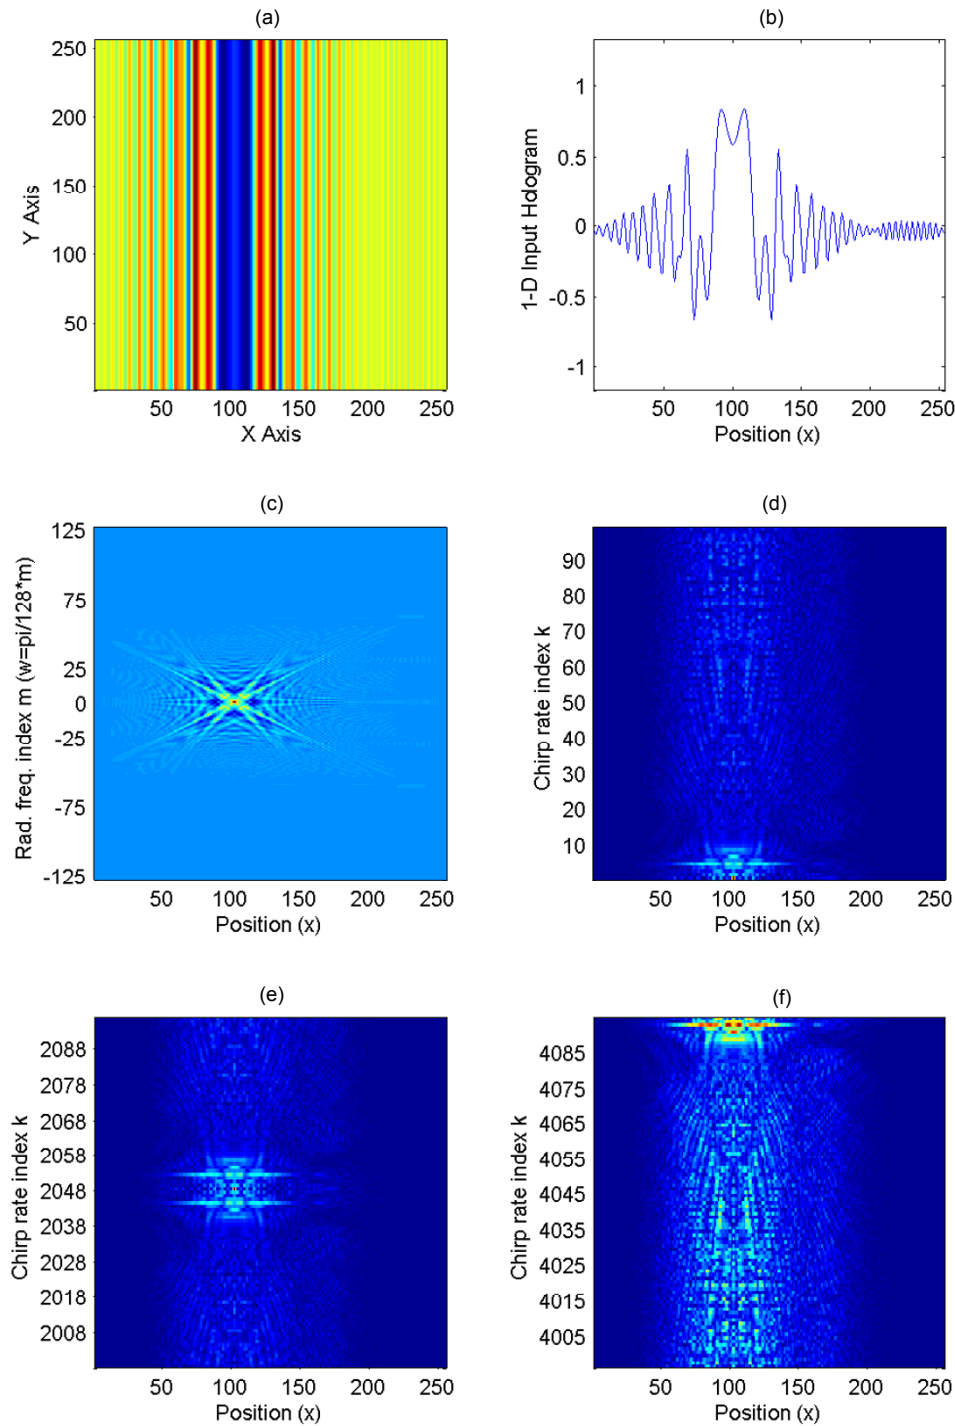 (a)
250
200
150
100
50
Y Axis
50 100 150 200 250
X Axis
(b)
1
0.5
0
-0.5
-1
1-D Input Hdogram
50 100 150 200 250
Position (x)
(c)
125
75
25
0
-25
-75
-125
Rad. freq. index m (w=pi/128*m)
50 100 150 200 250
Position (x)
(d)
90
80
70
60
50
40
30
20
10
Chirp rate index k
50 100 150 200 250
Position (x)
(e)
2088
2078
2068
2058
2048
2038
2028
2018
2008
Chirp rate index k
50 100 150 200 250
Position (x)
(f)
4085
4075
4065
4055
4045
4035
4025
4015
4005
Chirp rate index k
50 100 150 200 250
Position (x)